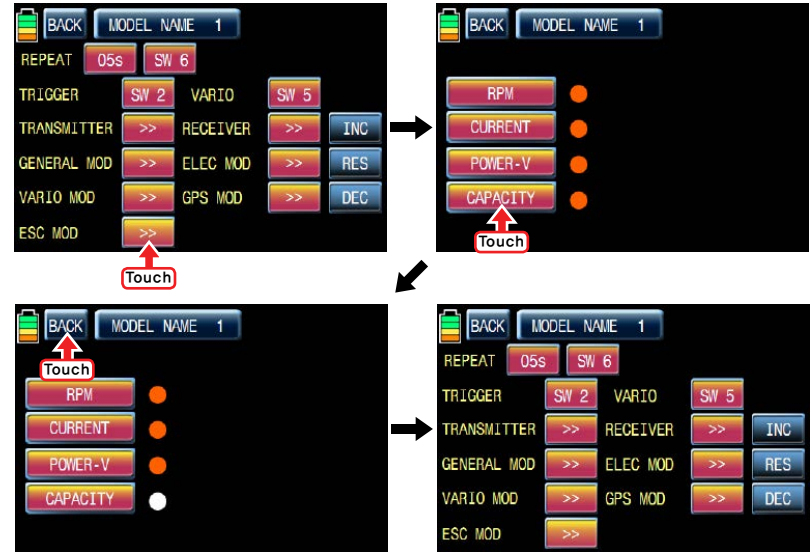 BACK MODEL NAME 1
REPEAT 05s SW 6
TRIGGER SW 2 VARIO SW 5
TRANSMITTER >> RECEIVER >> INC
GENERAL MOD >> ELEC MOD >> RES
VARIO MOD >> GPS MOD >> DEC
ESC MOD >>
Touch
BACK MODEL NAME 1
RPM
CURRENT
POWER-V
CAPACITY
Touch
BACK MODEL NAME 1
Touch
RPM
CURRENT
POWER-V
CAPACITY
BACK MODEL NAME 1
REPEAT 05s SW 6
TRIGGER SW 2 VARIO SW 5
TRANSMITTER >> RECEIVER >> INC
GENERAL MOD >> ELEC MOD >> RES
VARIO MOD >> GPS MOD >> DEC
ESC MOD >>